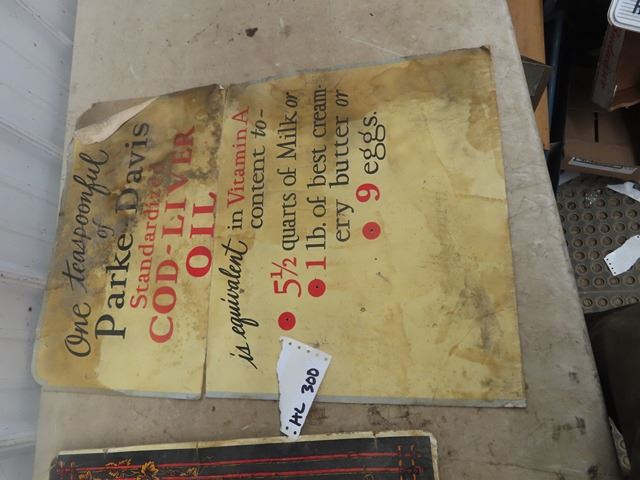 One teaspoonful
of
Parke Davis
Standardized
COD-LIVER
OIL
is equivalent in Vitamin A
content to-
5½ quarts of Milk or
1 lb. of best cream-
ery butter or
9 eggs.
HL 300